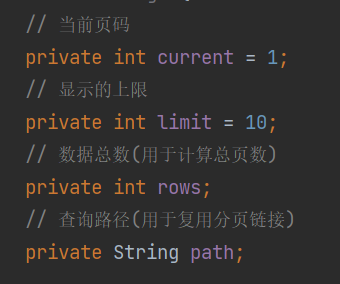 // 当前页码
private int current = 1;
// 显示的上限
private int limit = 10;
// 数据总数(用于计算总页数)
private int rows;
// 查询路径(用于复用分页链接)
private String path;